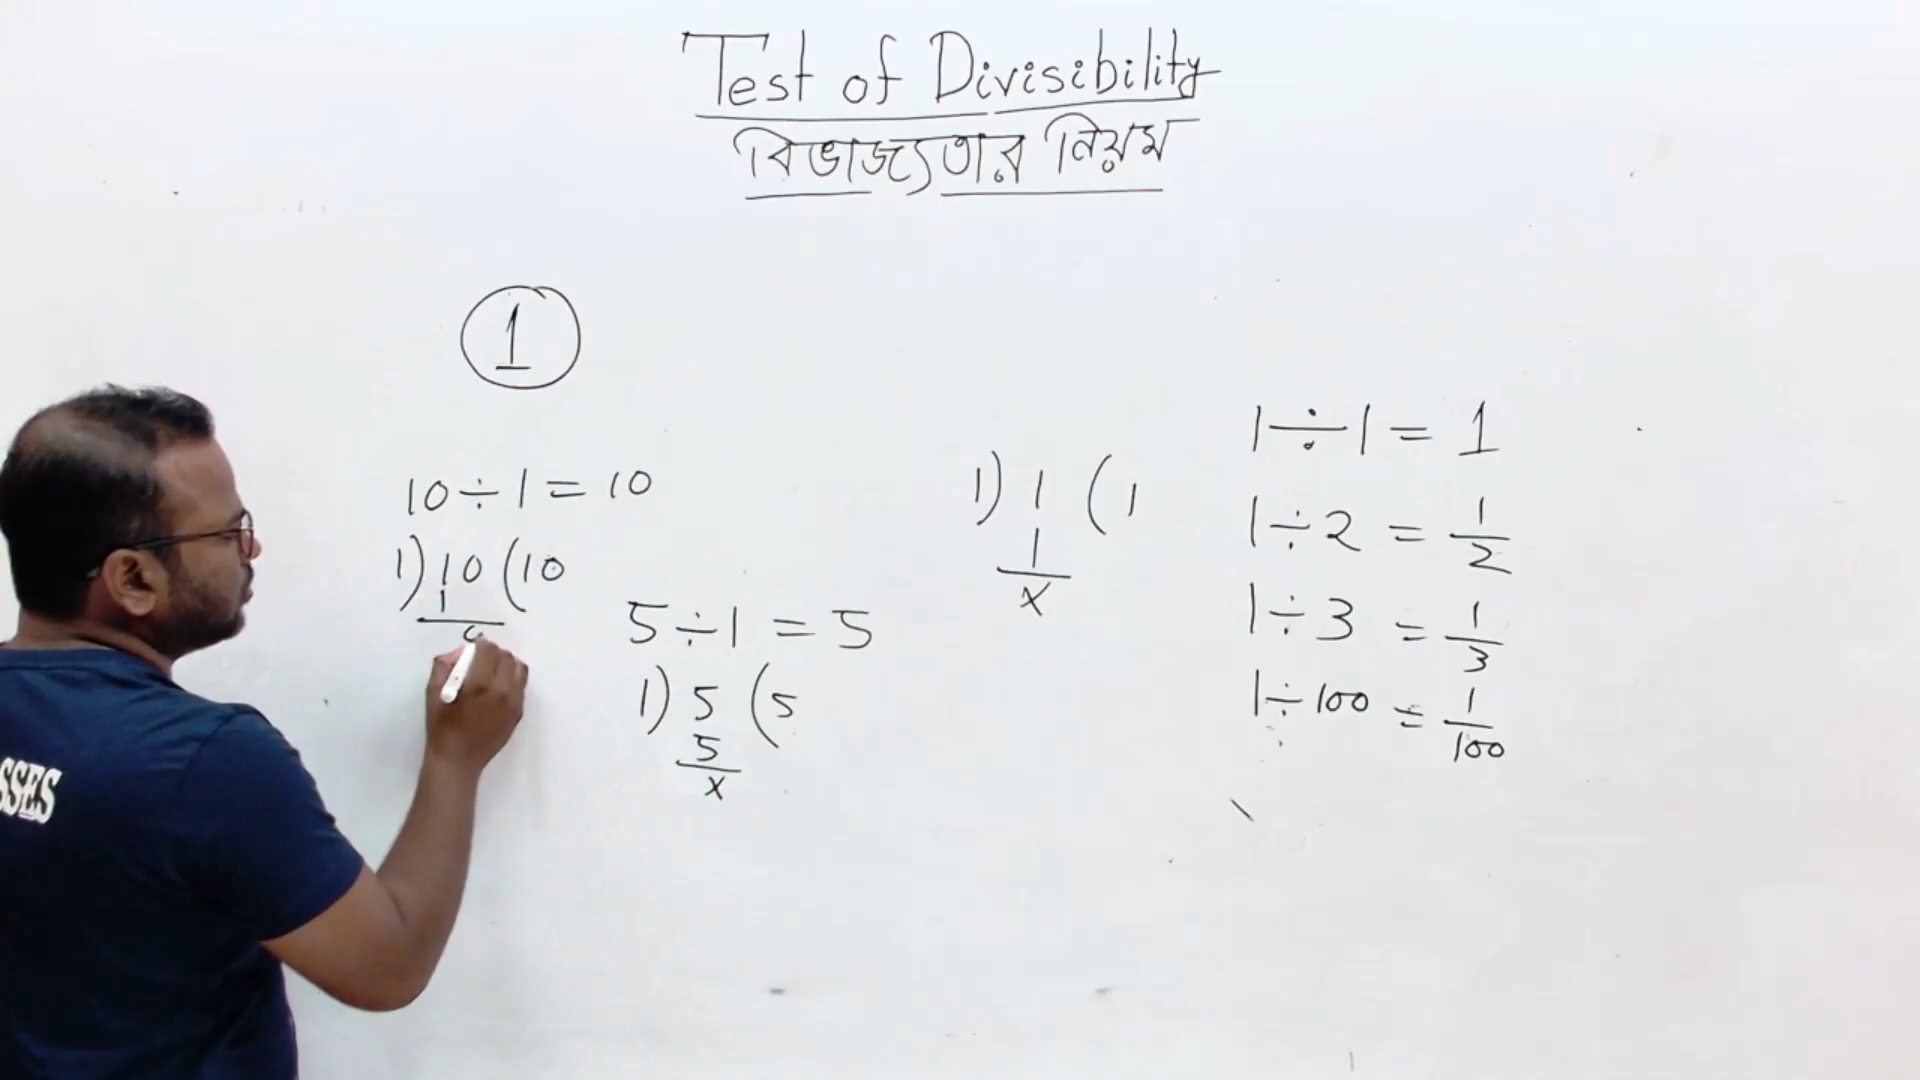 Test of Divisibility
বিভাজ্যতার নিয়ম
1
10÷1=10
1)10(10
1
0
5÷1=5
1)5(5
5
x
1)1(1
1
x
1÷1=1
1÷2=1/2
1÷3=1/3
1÷100=1/100
SSES